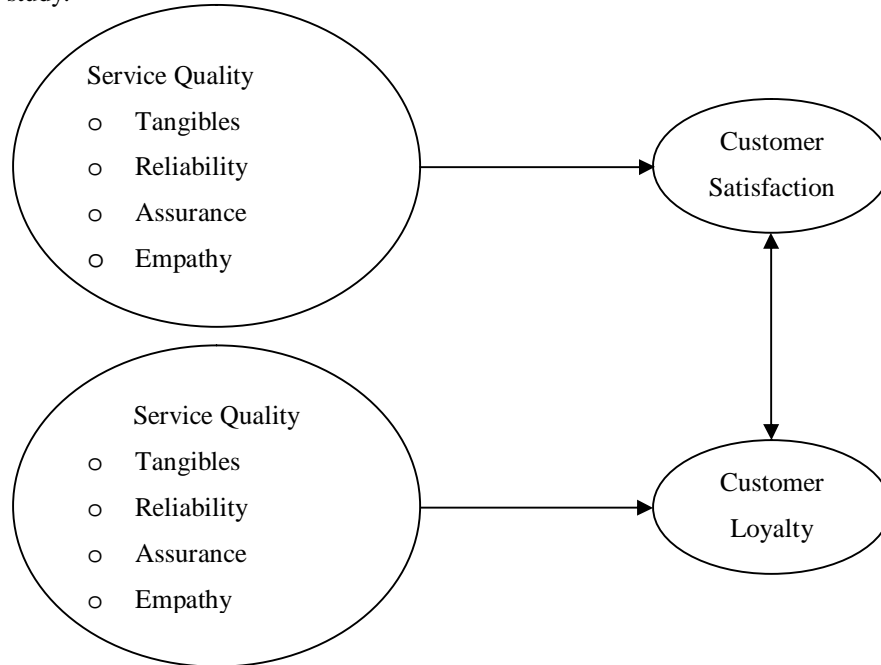 study.
Service Quality
o Tangibles
o Reliability
o Assurance
o Empathy
Customer
Satisfaction
Service Quality
o Tangibles
o Reliability
o Assurance
o Empathy
Customer
Loyalty